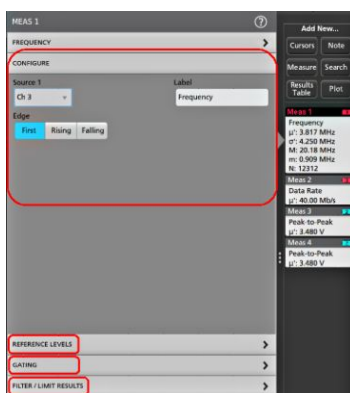 MEAS 1
FREQUENCY
CONFIGURE
Source 1
Ch 3
Label
Frequency
Edge
First Rising Falling
REFERENCE LEVELS
GATING
FILTER / LIMIT RESULTS
Add New...
Cursors Note
Measure Search
Results Table Plot
Meas 1
Frequency
µ': 3.817 MHz
σ': 4.250 MHz
M: 20.18 MHz
m: 0.909 MHz
N: 12312
Meas 2
Data Rate
µ': 40.00 Mb/s
Meas 3
Peak-to-Peak
µ': 3.480 V
Meas 4
Peak-to-Peak
µ': 3.480 V